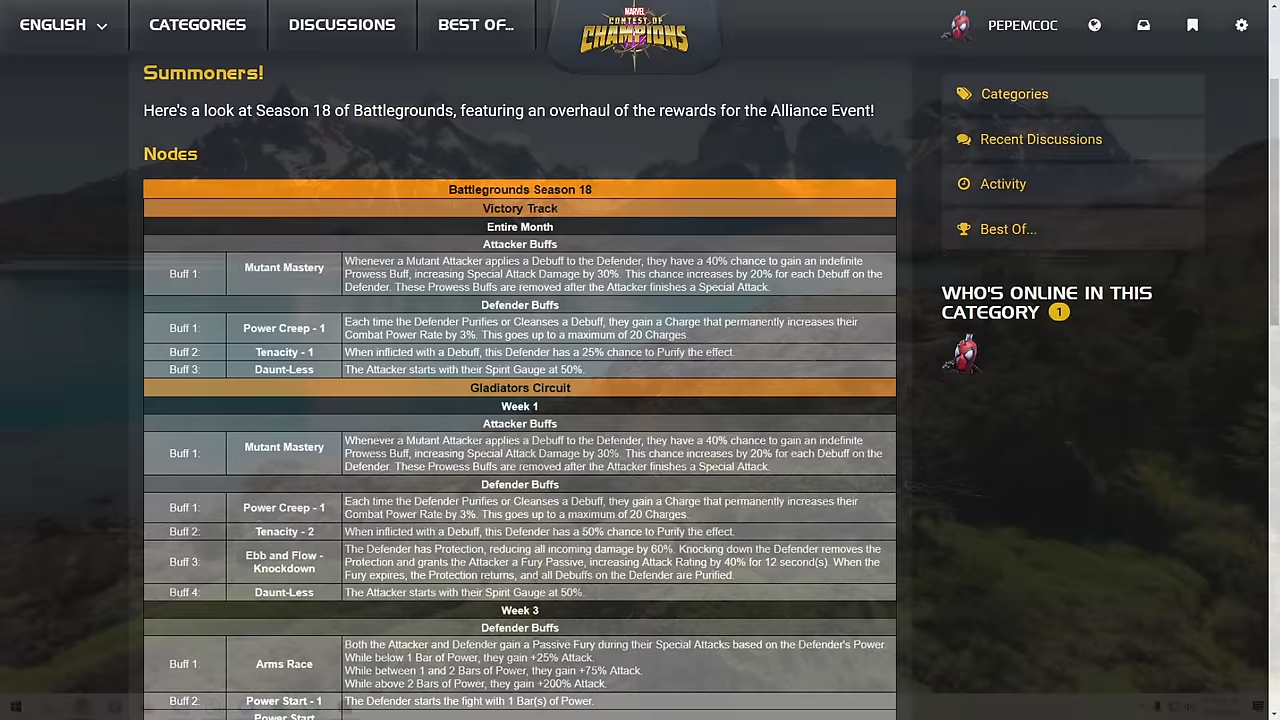 ENGLISH CATEGORIES DISCUSSIONS BEST OF... MARVEL CONTEST OF CHAMPIONS PEPEMCOC
Summoners!
Here's a look at Season 18 of Battlegrounds, featuring an overhaul of the rewards for the Alliance Event!
Nodes
Battlegrounds Season 18
Victory Track
Entire Month
Attacker Buffs
Buff 1: Mutant Mastery Whenever a Mutant Attacker applies a Debuff to the Defender, they have a 40% chance to gain an indefinite
Prowess Buff, increasing Special Attack Damage by 30%. This chance increases by 20% for each Debuff on the
Defender. These Prowess Buffs are removed after the Attacker finishes a Special Attack.
Defender Buffs
Buff 1: Power Creep - 1 Each time the Defender Purifies or Cleanses a Debuff, they gain a Charge that permanently increases their
Combat Power Rate by 3%. This goes up to a maximum of 20 Charges.
Buff 2: Tenacity - 1 When inflicted with a Debuff, this Defender has a 25% chance to Purify the effect.
Buff 3: Daunt-Less The Attacker starts with their Spirit Gauge at 50%.
Gladiators Circuit
Week 1
Attacker Buffs
Buff 1: Mutant Mastery Whenever a Mutant Attacker applies a Debuff to the Defender, they have a 40% chance to gain an indefinite
Prowess Buff, increasing Special Attack Damage by 30%. This chance increases by 20% for each Debuff on the
Defender. These Prowess Buffs are removed after the Attacker finishes a Special Attack.
Defender Buffs
Buff 1: Power Creep - 1 Each time the Defender Purifies or Cleanses a Debuff, they gain a Charge that permanently increases their
Combat Power Rate by 3%. This goes up to a maximum of 20 Charges.
Buff 2: Tenacity - 2 When inflicted with a Debuff, this Defender has a 50% chance to Purify the effect.
Buff 3: Ebb and Flow - Knockdown The Defender has Protection, reducing all incoming damage by 60%. Knocking down the Defender removes the
Protection and grants the Attacker a Fury Passive, increasing Attack Rating by 40% for 12 second(s). When the
Fury expires, the Protection returns, and all Debuffs on the Defender are Purified.
Buff 4: Daunt-Less The Attacker starts with their Spirit Gauge at 50%.
Week 3
Defender Buffs
Buff 1: Arms Race Both the Attacker and Defender gain a Passive Fury during their Special Attacks based on the Defender's Power.
While below 1 Bar of Power, they gain +25% Attack.
While between 1 and 2 Bars of Power, they gain +75% Attack.
While above 2 Bars of Power, they gain +200% Attack.
Buff 2: Power Start - 1 The Defender starts the fight with 1 Bar(s) of Power.
Power Start
Categories
Recent Discussions
Activity
Best Of...
WHO'S ONLINE IN THIS
CATEGORY 1